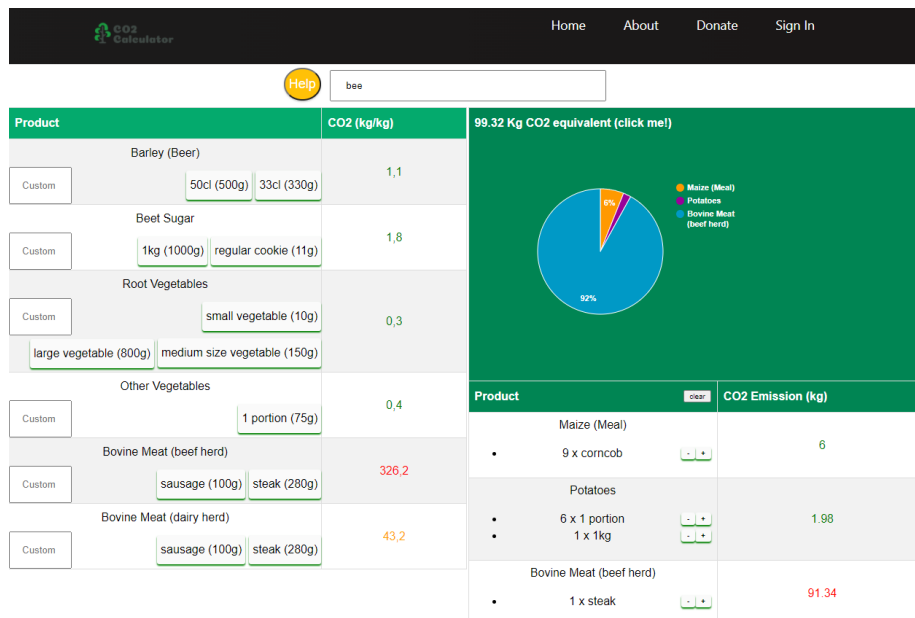 CO2
Calculator
Home About Donate Sign In
Help bee
Product CO2 (kg/kg)
Barley (Beer)
Custom 50cl (500g) 33cl (330g) 1,1
Beet Sugar
Custom 1kg (1000g) regular cookie (11g) 1,8
Root Vegetables
Custom small vegetable (10g) 0,3
large vegetable (800g) medium size vegetable (150g)
Other Vegetables
Custom 1 portion (75g) 0,4
Bovine Meat (beef herd)
Custom sausage (100g) steak (280g) 326,2
Bovine Meat (dairy herd)
Custom sausage (100g) steak (280g) 43,2
99.32 Kg CO2 equivalent (click me!)
6%
92%
Maize (Meal)
Potatoes
Bovine Meat
(beef herd)
Product clear CO2 Emission (kg)
Maize (Meal)
• 9 x corncob - + 6
Potatoes
• 6 x 1 portion - + 1.98
• 1 x 1kg - +
Bovine Meat (beef herd)
• 1 x steak - + 91.34